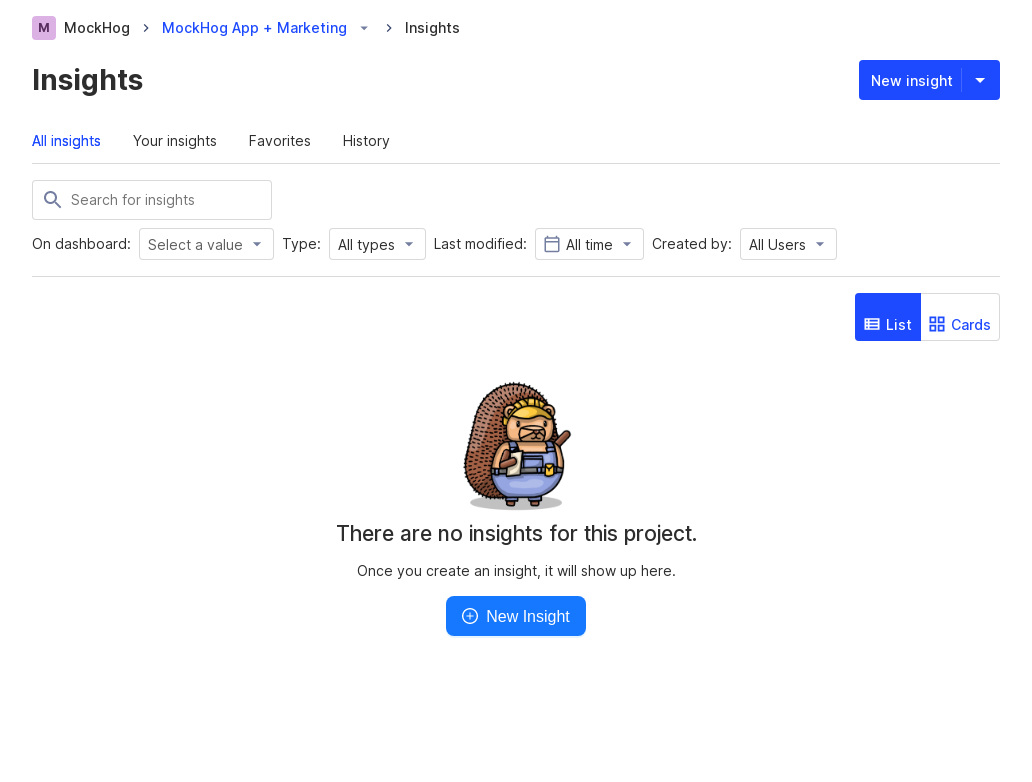 M MockHog MockHog App + Marketing Insights
Insights
New insight
All insights Your insights Favorites History
Search for insights
On dashboard: Select a value Type: All types Last modified: All time Created by: All Users
List Cards
There are no insights for this project.
Once you create an insight, it will show up here.
New Insight